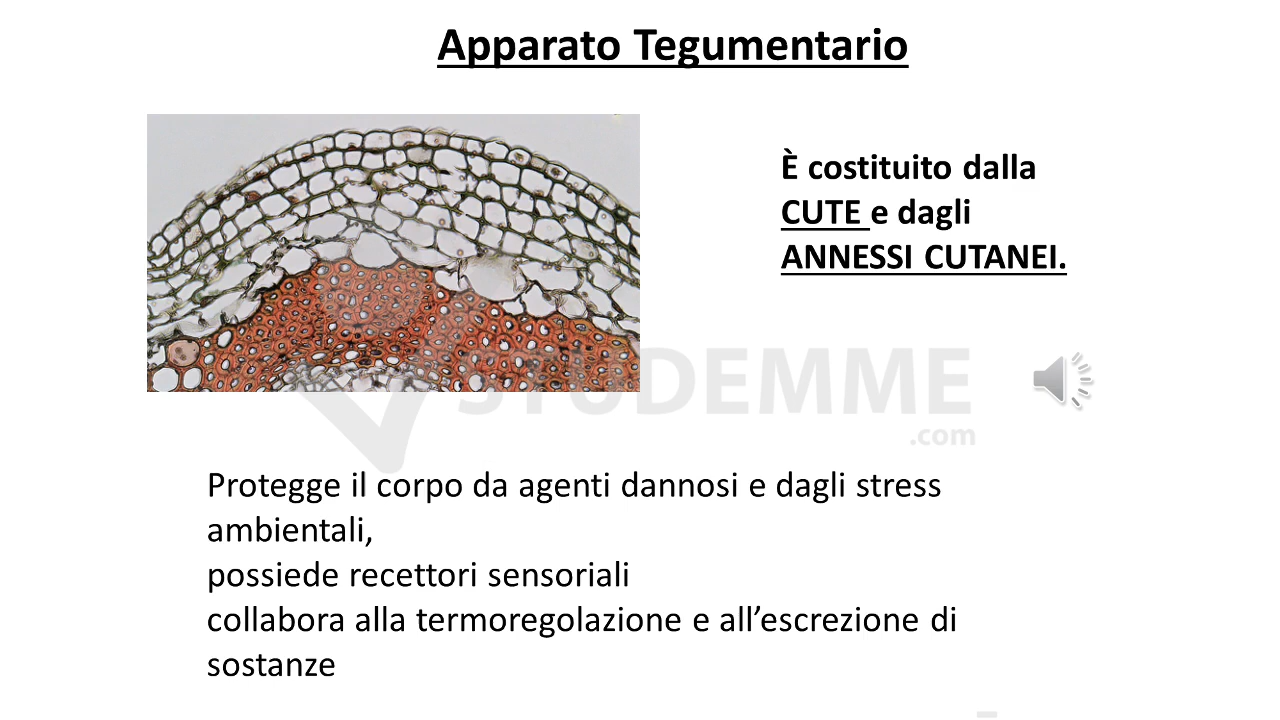 Apparato Tegumentario
È costituito dalla
CUTE e dagli
ANNESSI CUTANEI.
STUDEMME
.com
Protegge il corpo da agenti dannosi e dagli stress
ambientali,
possiede recettori sensoriali
collabora alla termoregolazione e all’escrezione di
sostanze